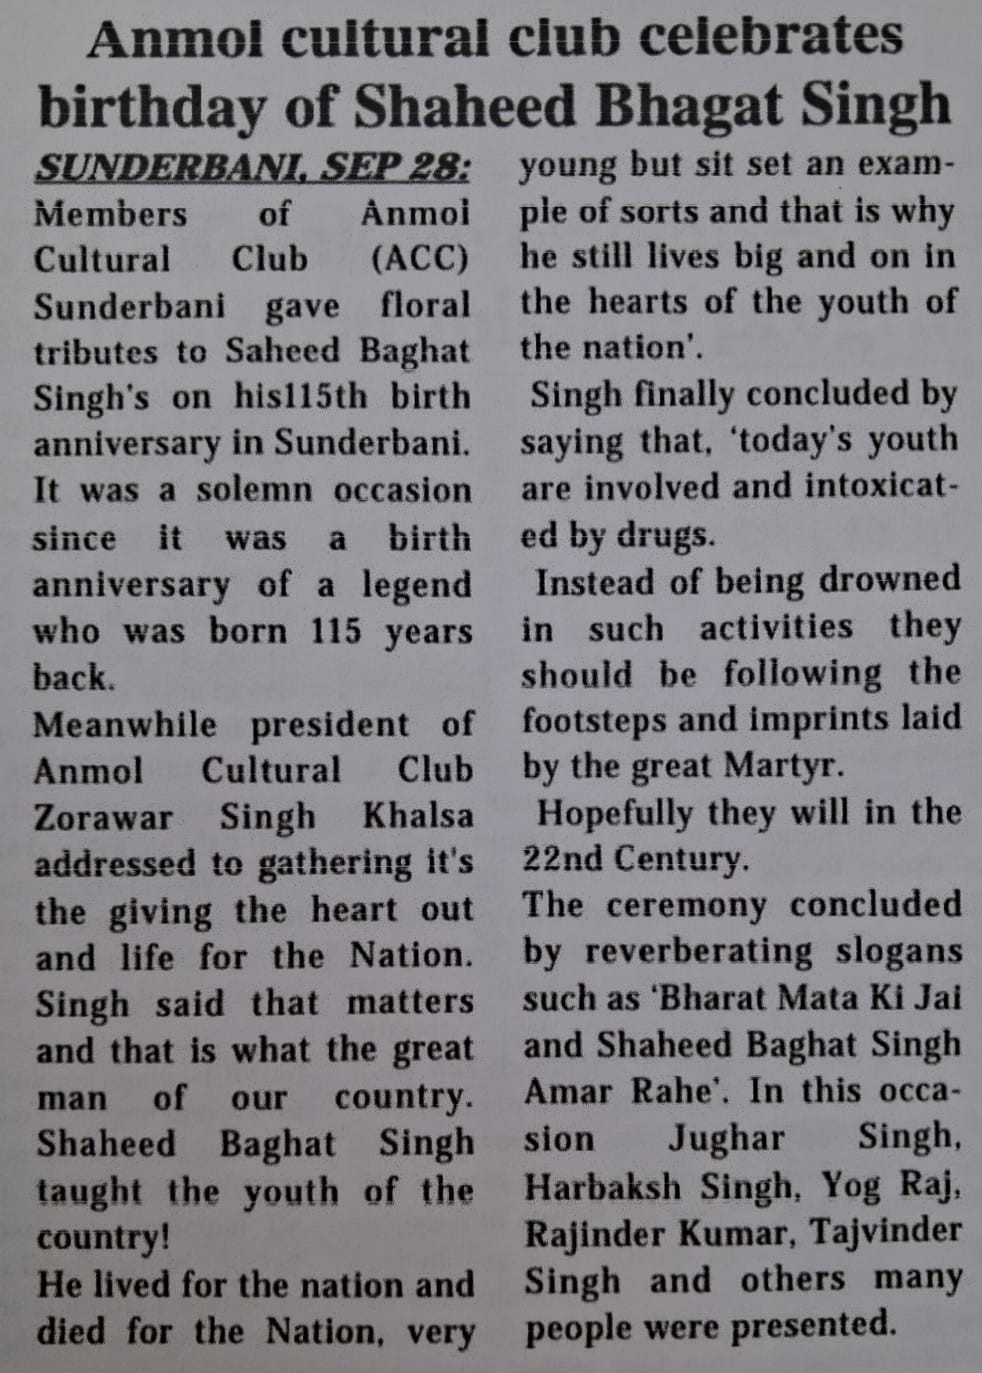 Anmol cultural club celebrates
birthday of Shaheed Bhagat Singh
SUNDERBANI, SEP 28:
Members of Anmol
Cultural Club (ACC)
Sunderbani gave floral
tributes to Saheed Baghat
Singh's on his115th birth
anniversary in Sunderbani.
It was a solemn occasion
since it was a birth
anniversary of a legend
who was born 115 years
back.
Meanwhile president of
Anmol Cultural Club
Zorawar Singh Khalsa
addressed to gathering it's
the giving the heart out
and life for the Nation.
Singh said that matters
and that is what the great
man of our country.
Shaheed Baghat Singh
taught the youth of the
country!
He lived for the nation and
died for the Nation, very
young but sit set an exam-
ple of sorts and that is why
he still lives big and on in
the hearts of the youth of
the nation'.
Singh finally concluded by
saying that, 'today's youth
are involved and intoxicat-
ed by drugs.
Instead of being drowned
in such activities they
should be following the
footsteps and imprints laid
by the great Martyr.
Hopefully they will in the
22nd Century.
The ceremony concluded
by reverberating slogans
such as 'Bharat Mata Ki Jai
and Shaheed Baghat Singh
Amar Rahe'. In this occa-
sion Jughar Singh,
Harbaksh Singh, Yog Raj,
Rajinder Kumar, Tajvinder
Singh and others many
people were presented.